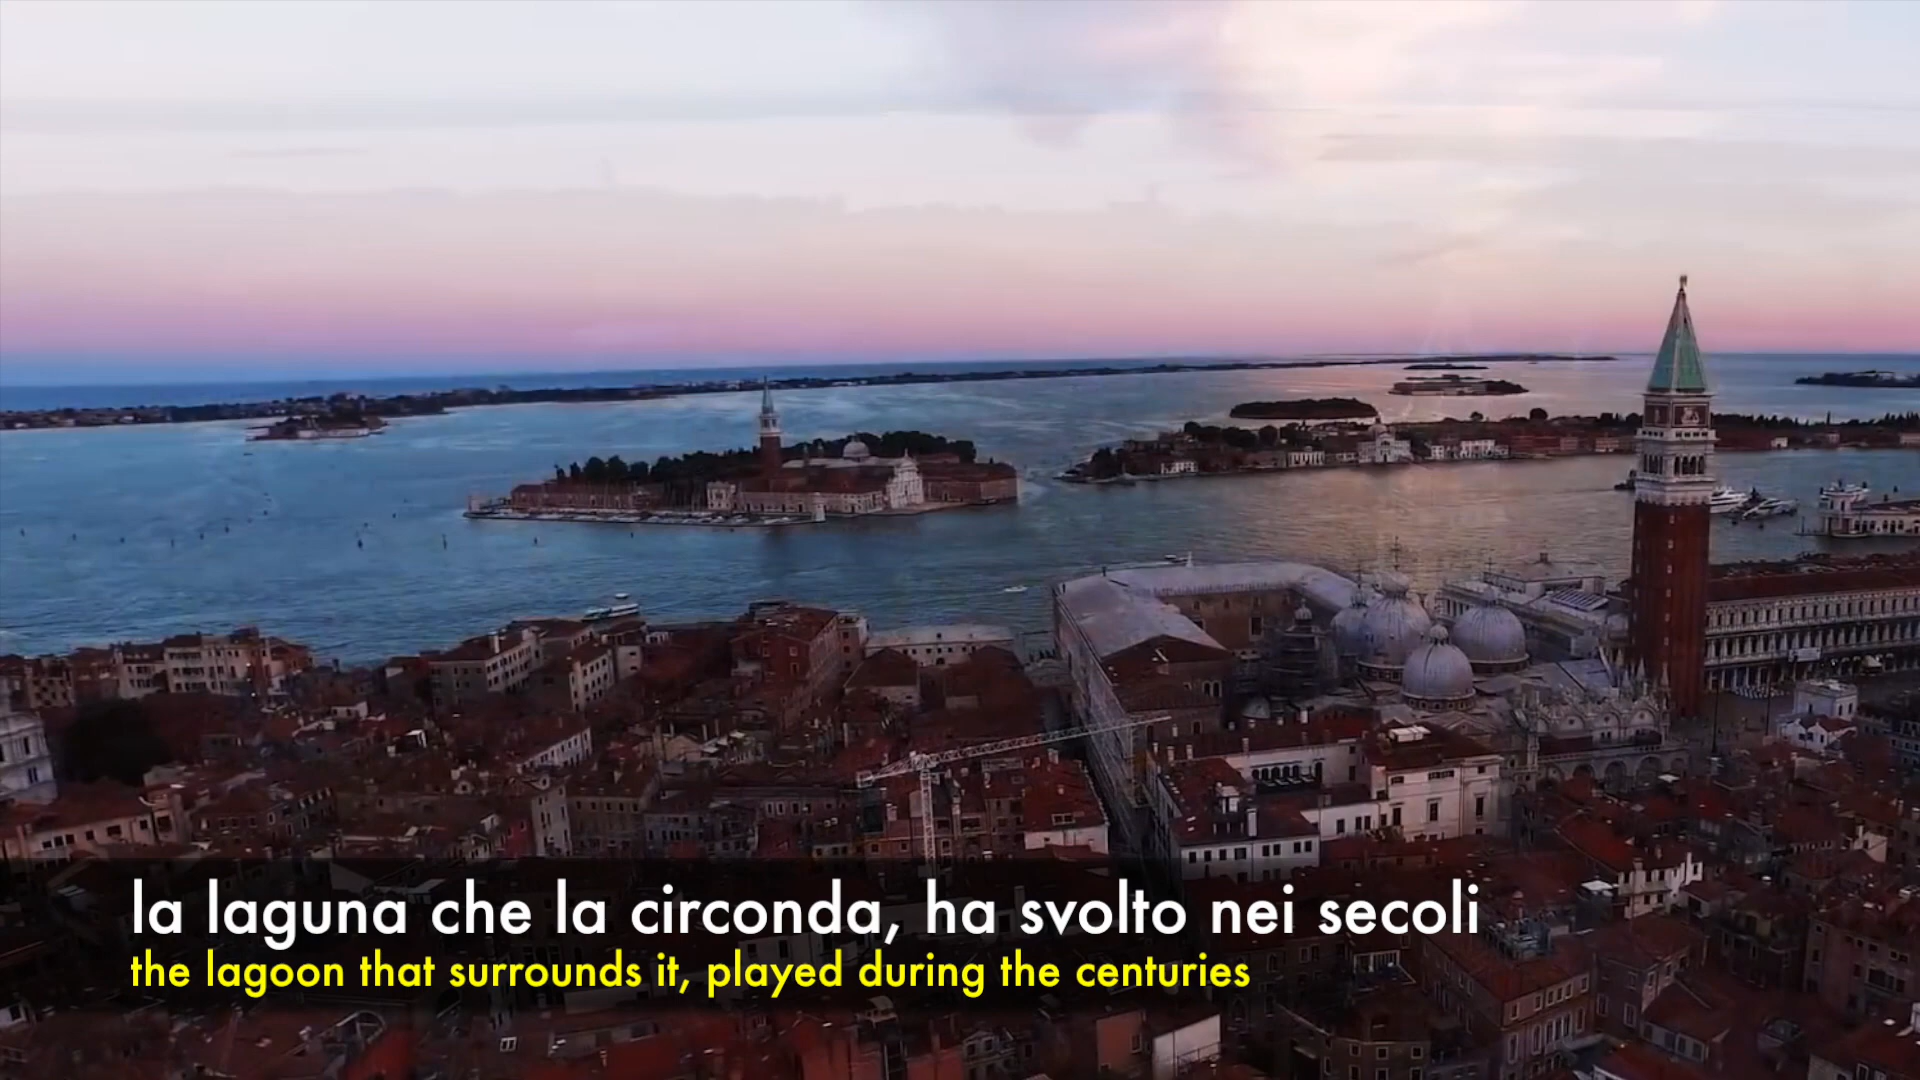 la laguna che la circonda, ha svolto nei secoli
the lagoon that surrounds it, played during the centuries